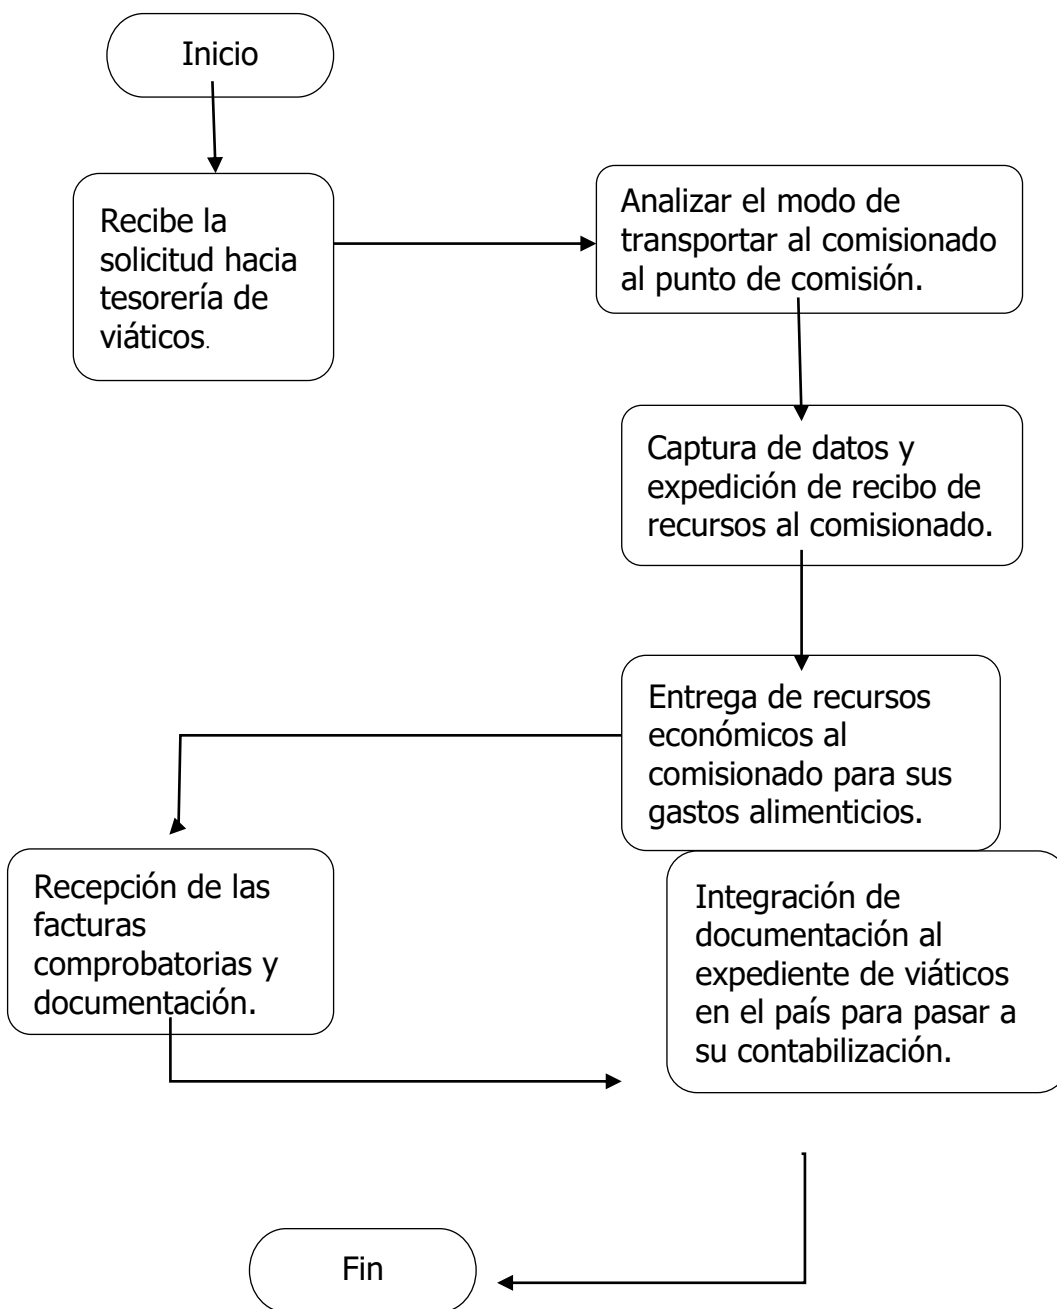 Inicio
Recibe la
solicitud hacia
tesorería de
viáticos.
Analizar el modo de
transportar al comisionado
al punto de comisión.
Captura de datos y
expedición de recibo de
recursos al comisionado.
Entrega de recursos
económicos al
comisionado para sus
gastos alimenticios.
Recepción de las
facturas
comprobatorias y
documentación.
Integración de
documentación al
expediente de viáticos
en el país para pasar a
su contabilización.
Fin